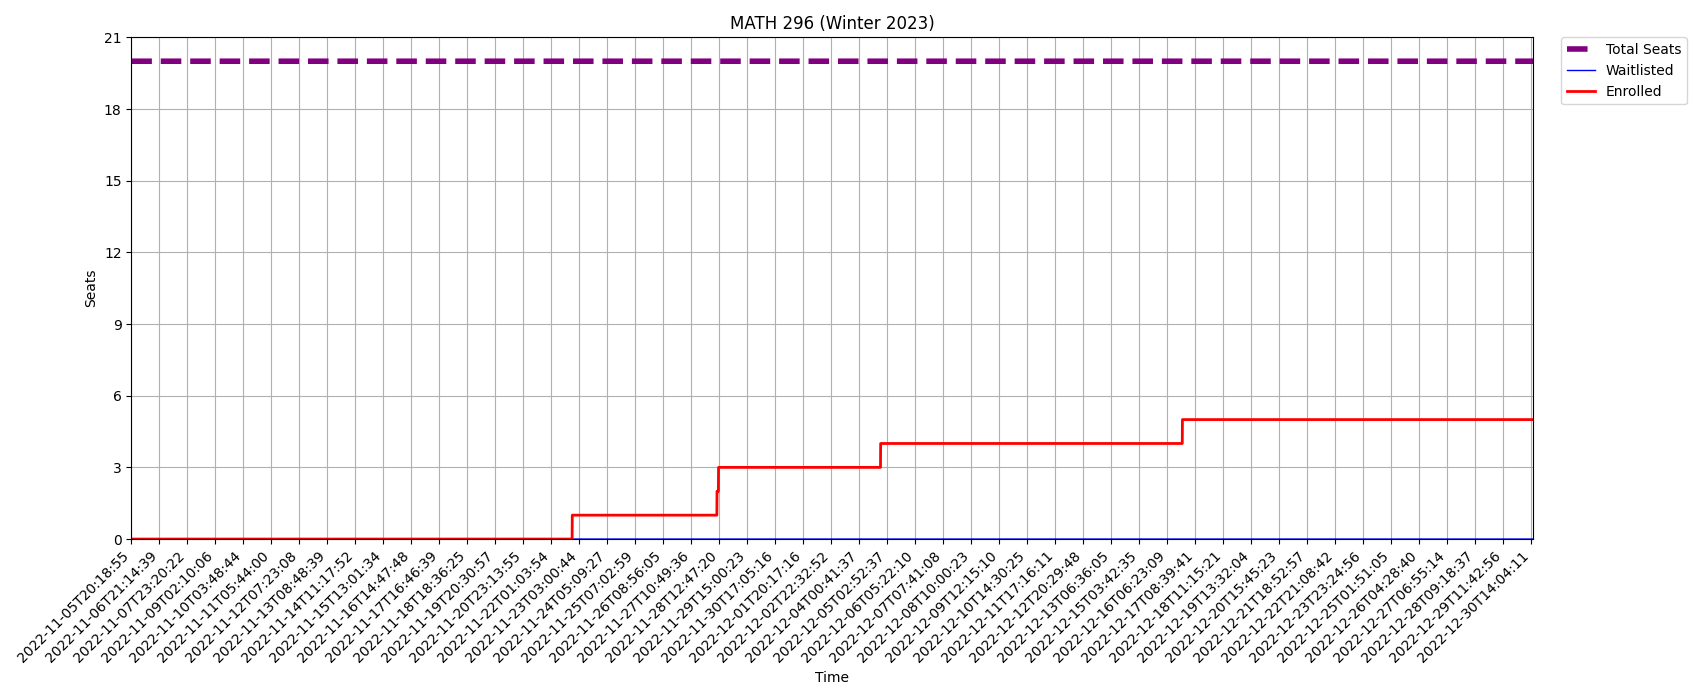 MATH 296 (Winter 2023)
21
18
15
12
9
6
3
0
Seats
Total Seats
Waitlisted
Enrolled
2022-11-05T20:18:55
2022-11-06T21:14:39
2022-11-07T23:20:22
2022-11-09T02:10:06
2022-11-10T03:48:44
2022-11-11T05:44:00
2022-11-12T07:23:08
2022-11-13T08:48:39
2022-11-14T11:17:52
2022-11-15T13:01:34
2022-11-16T14:47:48
2022-11-17T16:46:39
2022-11-18T18:36:25
2022-11-19T20:30:57
2022-11-20T23:13:55
2022-11-22T01:03:54
2022-11-23T03:00:44
2022-11-24T05:09:27
2022-11-25T07:02:59
2022-11-26T08:56:05
2022-11-27T10:49:36
2022-11-28T12:47:20
2022-11-29T15:00:23
2022-11-30T17:05:16
2022-12-01T20:17:16
2022-12-02T22:32:52
2022-12-04T00:41:37
2022-12-05T02:52:37
2022-12-06T05:22:10
2022-12-07T07:41:08
2022-12-08T10:00:23
2022-12-09T12:15:10
2022-12-10T14:30:25
2022-12-11T17:16:11
2022-12-12T20:29:48
2022-12-13T06:36:05
2022-12-15T03:42:35
2022-12-16T06:23:09
2022-12-17T08:39:41
2022-12-18T11:15:21
2022-12-19T13:32:04
2022-12-20T15:45:23
2022-12-21T18:52:57
2022-12-22T21:08:42
2022-12-23T23:24:56
2022-12-25T01:51:05
2022-12-26T04:28:40
2022-12-27T06:55:14
2022-12-28T09:18:37
2022-12-29T11:42:56
2022-12-30T14:04:11
Time